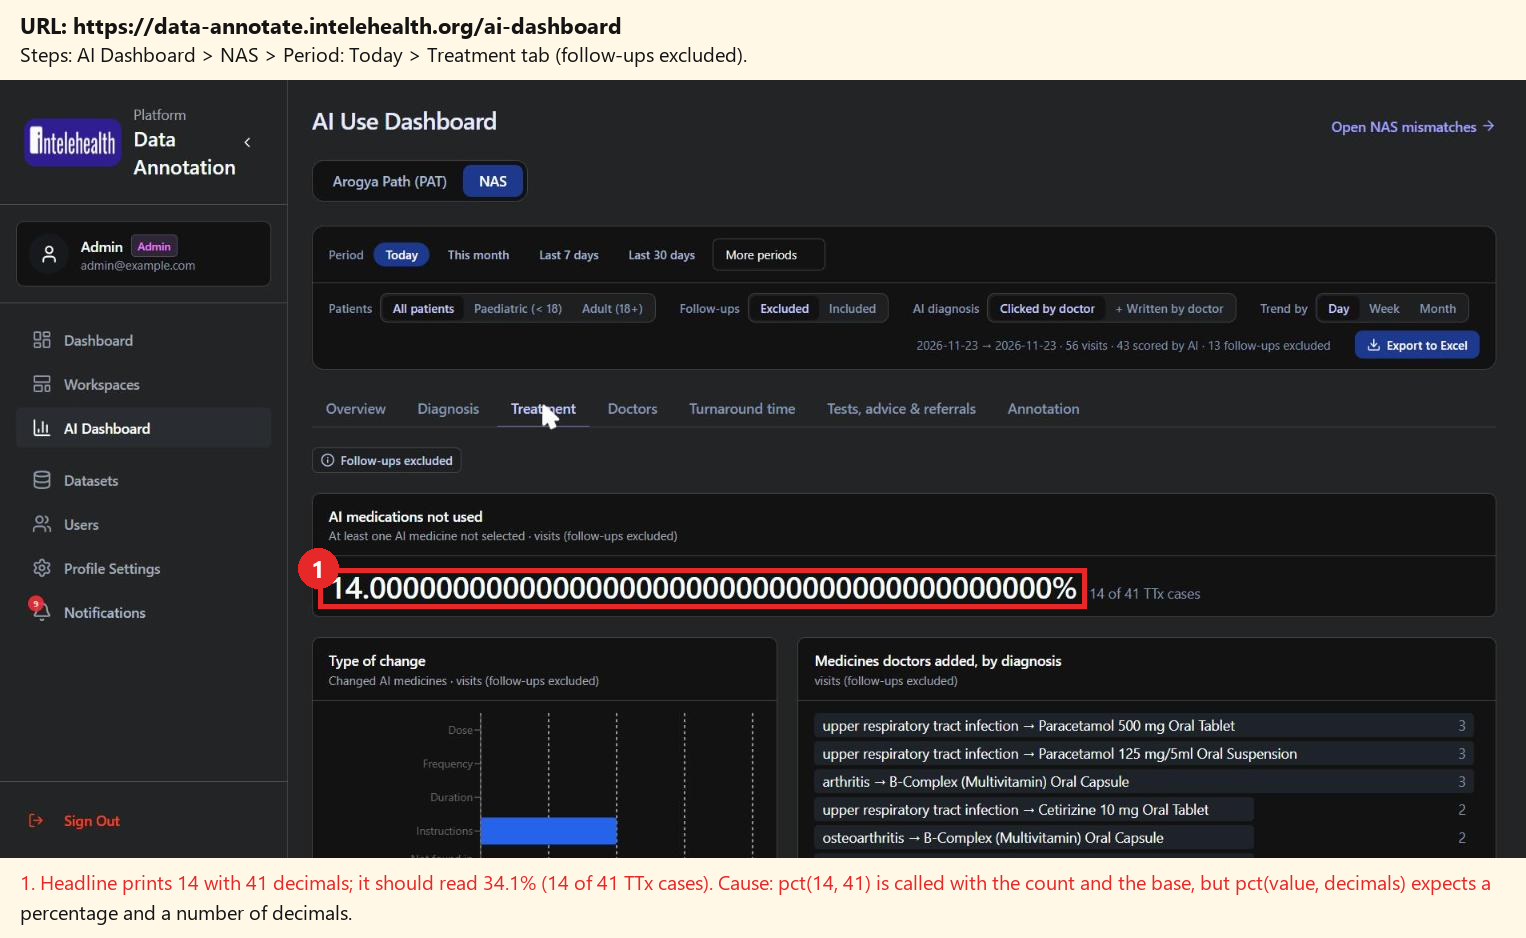 URL: https://data-annotate.intelehealth.org/ai-dashboard
Steps: AI Dashboard > NAS > Period: Today > Treatment tab (follow-ups excluded).
intelehealth
Platform
Data
Annotation
Admin Admin
admin@example.com
Dashboard
Workspaces
AI Dashboard
Datasets
Users
Profile Settings
9
Notifications
Sign Out
AI Use Dashboard
Open NAS mismatches →
Arogya Path (PAT) NAS
Period Today This month Last 7 days Last 30 days More periods
Patients All patients Paediatric (< 18) Adult (18+) Follow-ups Excluded Included AI diagnosis Clicked by doctor + Written by doctor Trend by Day Week Month
2026-11-23 → 2026-11-23 · 56 visits · 43 scored by AI · 13 follow-ups excluded Export to Excel
Overview Diagnosis Treatment Doctors Turnaround time Tests, advice & referrals Annotation
Follow-ups excluded
AI medications not used
At least one AI medicine not selected · visits (follow-ups excluded)
1
14.00000000000000000000000000000000000000000% 14 of 41 TTx cases
Type of change
Changed AI medicines · visits (follow-ups excluded)
Dose
Frequency
Duration
Instructions
Medicines doctors added, by diagnosis
visits (follow-ups excluded)
upper respiratory tract infection → Paracetamol 500 mg Oral Tablet 3
upper respiratory tract infection → Paracetamol 125 mg/5ml Oral Suspension 3
arthritis → B-Complex (Multivitamin) Oral Capsule 3
upper respiratory tract infection → Cetirizine 10 mg Oral Tablet 2
osteoarthritis → B-Complex (Multivitamin) Oral Capsule 2
1. Headline prints 14 with 41 decimals; it should read 34.1% (14 of 41 TTx cases). Cause: pct(14, 41) is called with the count and the base, but pct(value, decimals) expects a
percentage and a number of decimals.